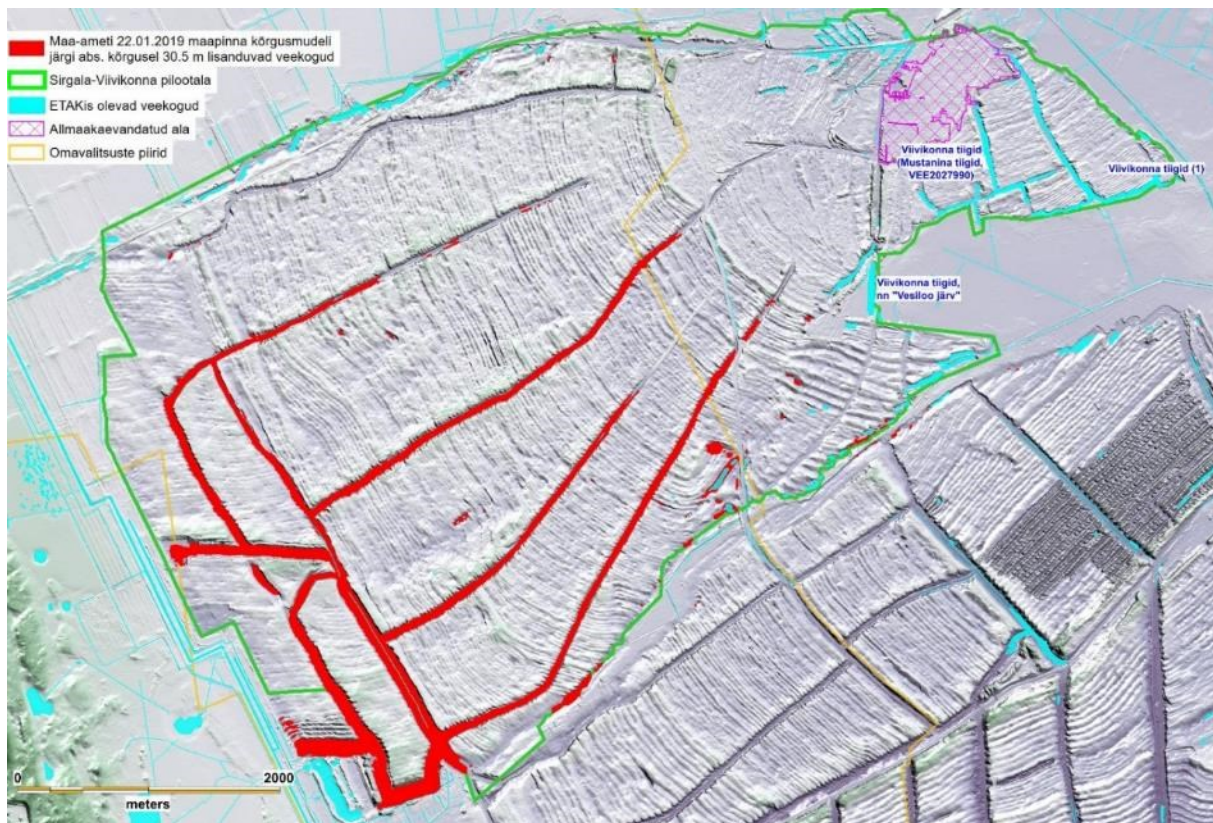 Maa-ameti 22.01.2019 maapinna kõrgusmudeli
järgi abs. kõrgusel 30.5 m lisanduvad veekogud
Sirgala-Viivikonna pilootala
ETAKis olevad veekogud
Allmaakaevandatud ala
Omavalitsuste piirid
Viivikonna tiigid
(Mustanina tiigid,
VEE2027990)
Viivikonna tiigid (1)
Viivikonna tiigid,
nn "Vesiloo järv"
0 2000
meters